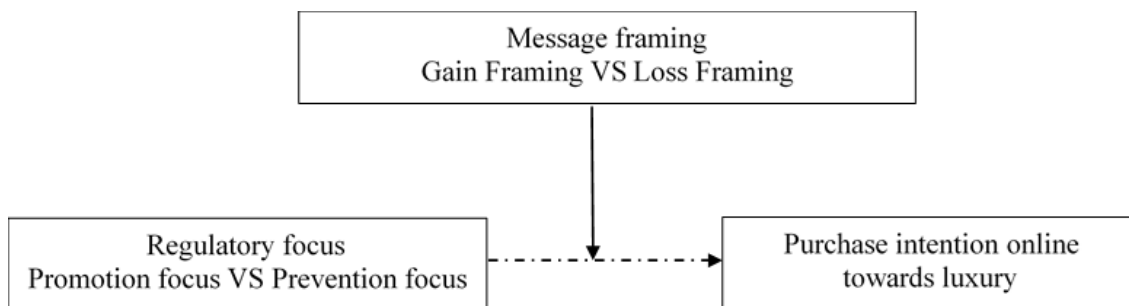 Message framing
Gain Framing VS Loss Framing
Regulatory focus
Promotion focus VS Prevention focus
Purchase intention online
towards luxury